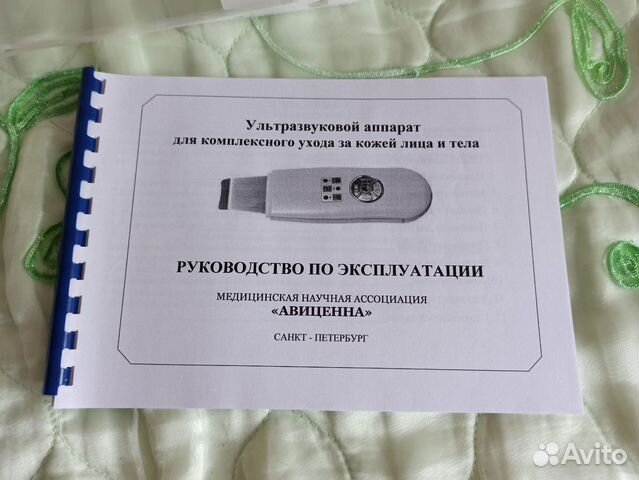 Ультразвуковой аппарат
для комплексного ухода за кожей лица и тела
РУКОВОДСТВО ПО ЭКСПЛУАТАЦИИ
МЕДИЦИНСКАЯ НАУЧНАЯ АССОЦИАЦИЯ
«АВИЦЕННА»
САНКТ - ПЕТЕРБУРГ
Avito